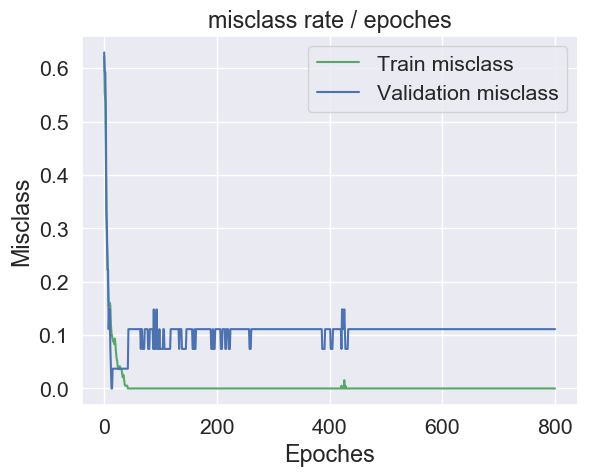 misclass rate / epoches
Train misclass
Validation misclass
0.6
0.5
0.4
0.3
0.2
0.1
0.0
Misclass
0
200
400
600
800
Epoches